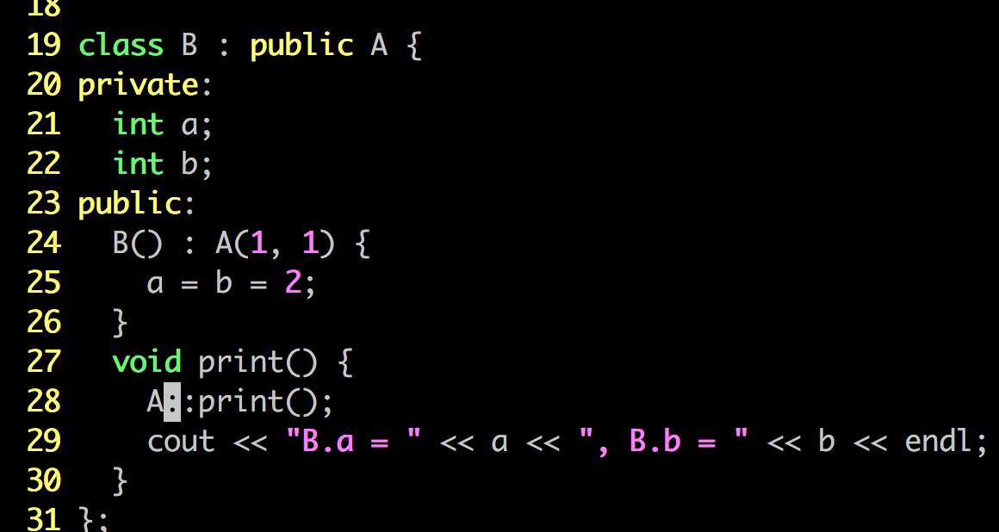 18
19 class B : public A {
20 private:
21   int a;
22   int b;
23 public:
24   B() : A(1, 1) {
25     a = b = 2;
26   }
27   void print() {
28     A::print();
29     cout << "B.a = " << a << ", B.b = " << b << endl;
30   }
31 };